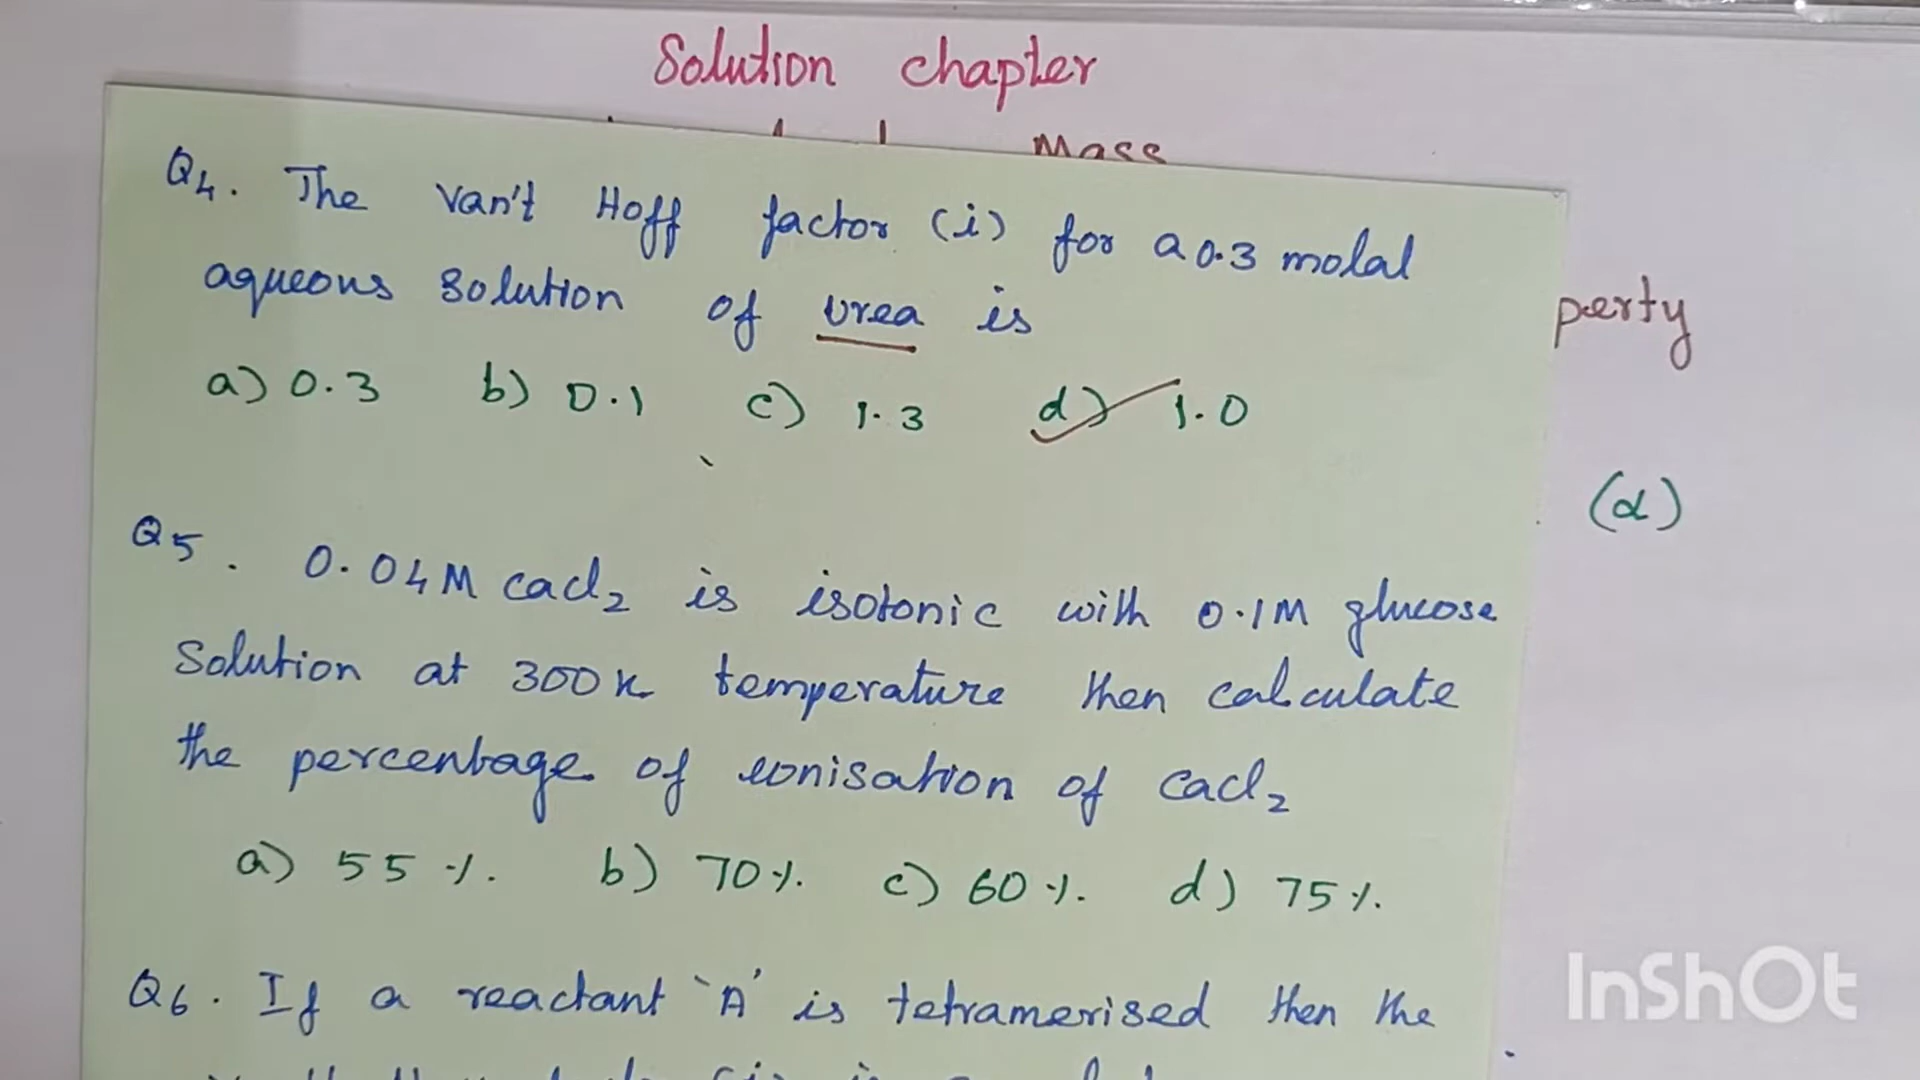 Solution chapter
Mass
Q4. The van't Hoff factor (i) for a 0.3 molal
aqueous solution of urea is
perty
a) 0.3 b) 0.1 c) 1.3 d) 1.0
(α)
Q5. 0.04M cacl₂ is isotonic with 0.1M glucose
Solution at 300K temperature then calculate
the percentage of ionisation of cacl₂
a) 55 %. b) 70 %. c) 60 %. d) 75 %.
Q6. If a reactant 'A' is tetramerised then the
InShOt